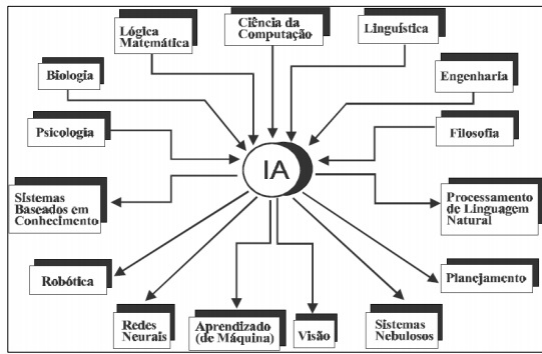 Lógica
Matemática
Ciência da
Computação
Linguística
Biologia
Engenharia
Psicologia
Filosofia
IA
Sistemas
Baseados em
Conhecimento
Processamento
de Linguagem
Natural
Robótica
Planejamento
Redes
Neurais
Aprendizado
(de Máquina)
Visão
Sistemas
Nebulosos